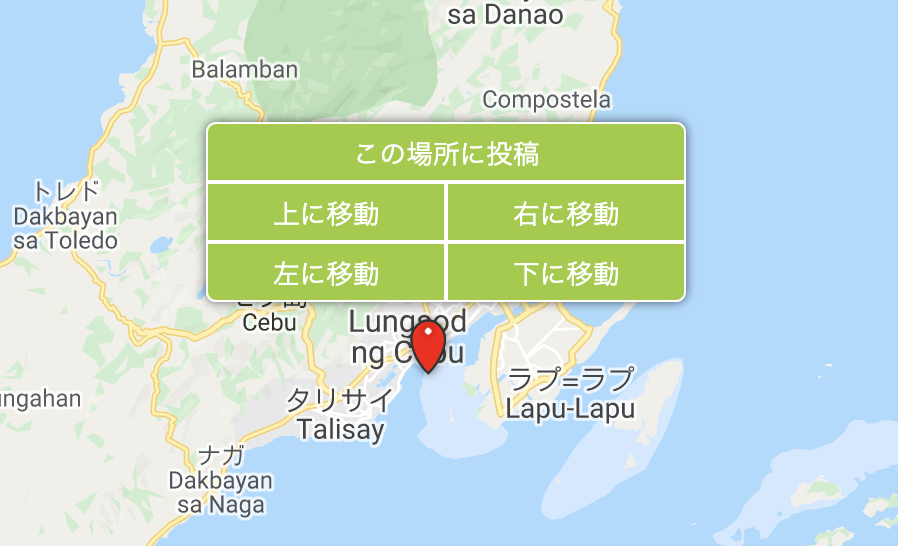 sa Danao
Balamban
Compostela
この場所に投稿
上に移動
右に移動
トレド
Dakbayan
sa Toledo
左に移動
下に移動
Cebu
Lungsod
ng Cebu
ラプ=ラプ
Lapu-Lapu
ungahan
タリサイ
Talisay
ナガ
Dakbayan
sa Naga